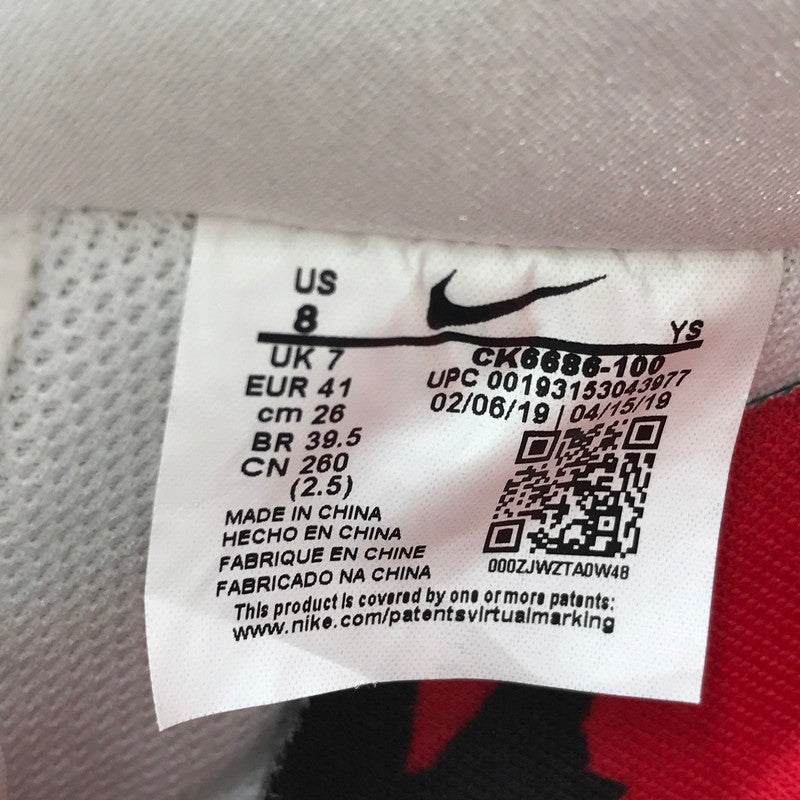 US
8
YS
UK 7
CK6686-100
EUR 41
UPC 00193153043977
cm 26
02/06/19 | 04/15/19
BR 39.5
CN 260
(2.5)
MADE IN CHINA
HECHO EN CHINA
FABRIQUE EN CHINE
FABRICADO NA CHINA
000ZJWZTA0W48
This product is covered by one or more patents:
www.nike.com/patentsvirtualmarking